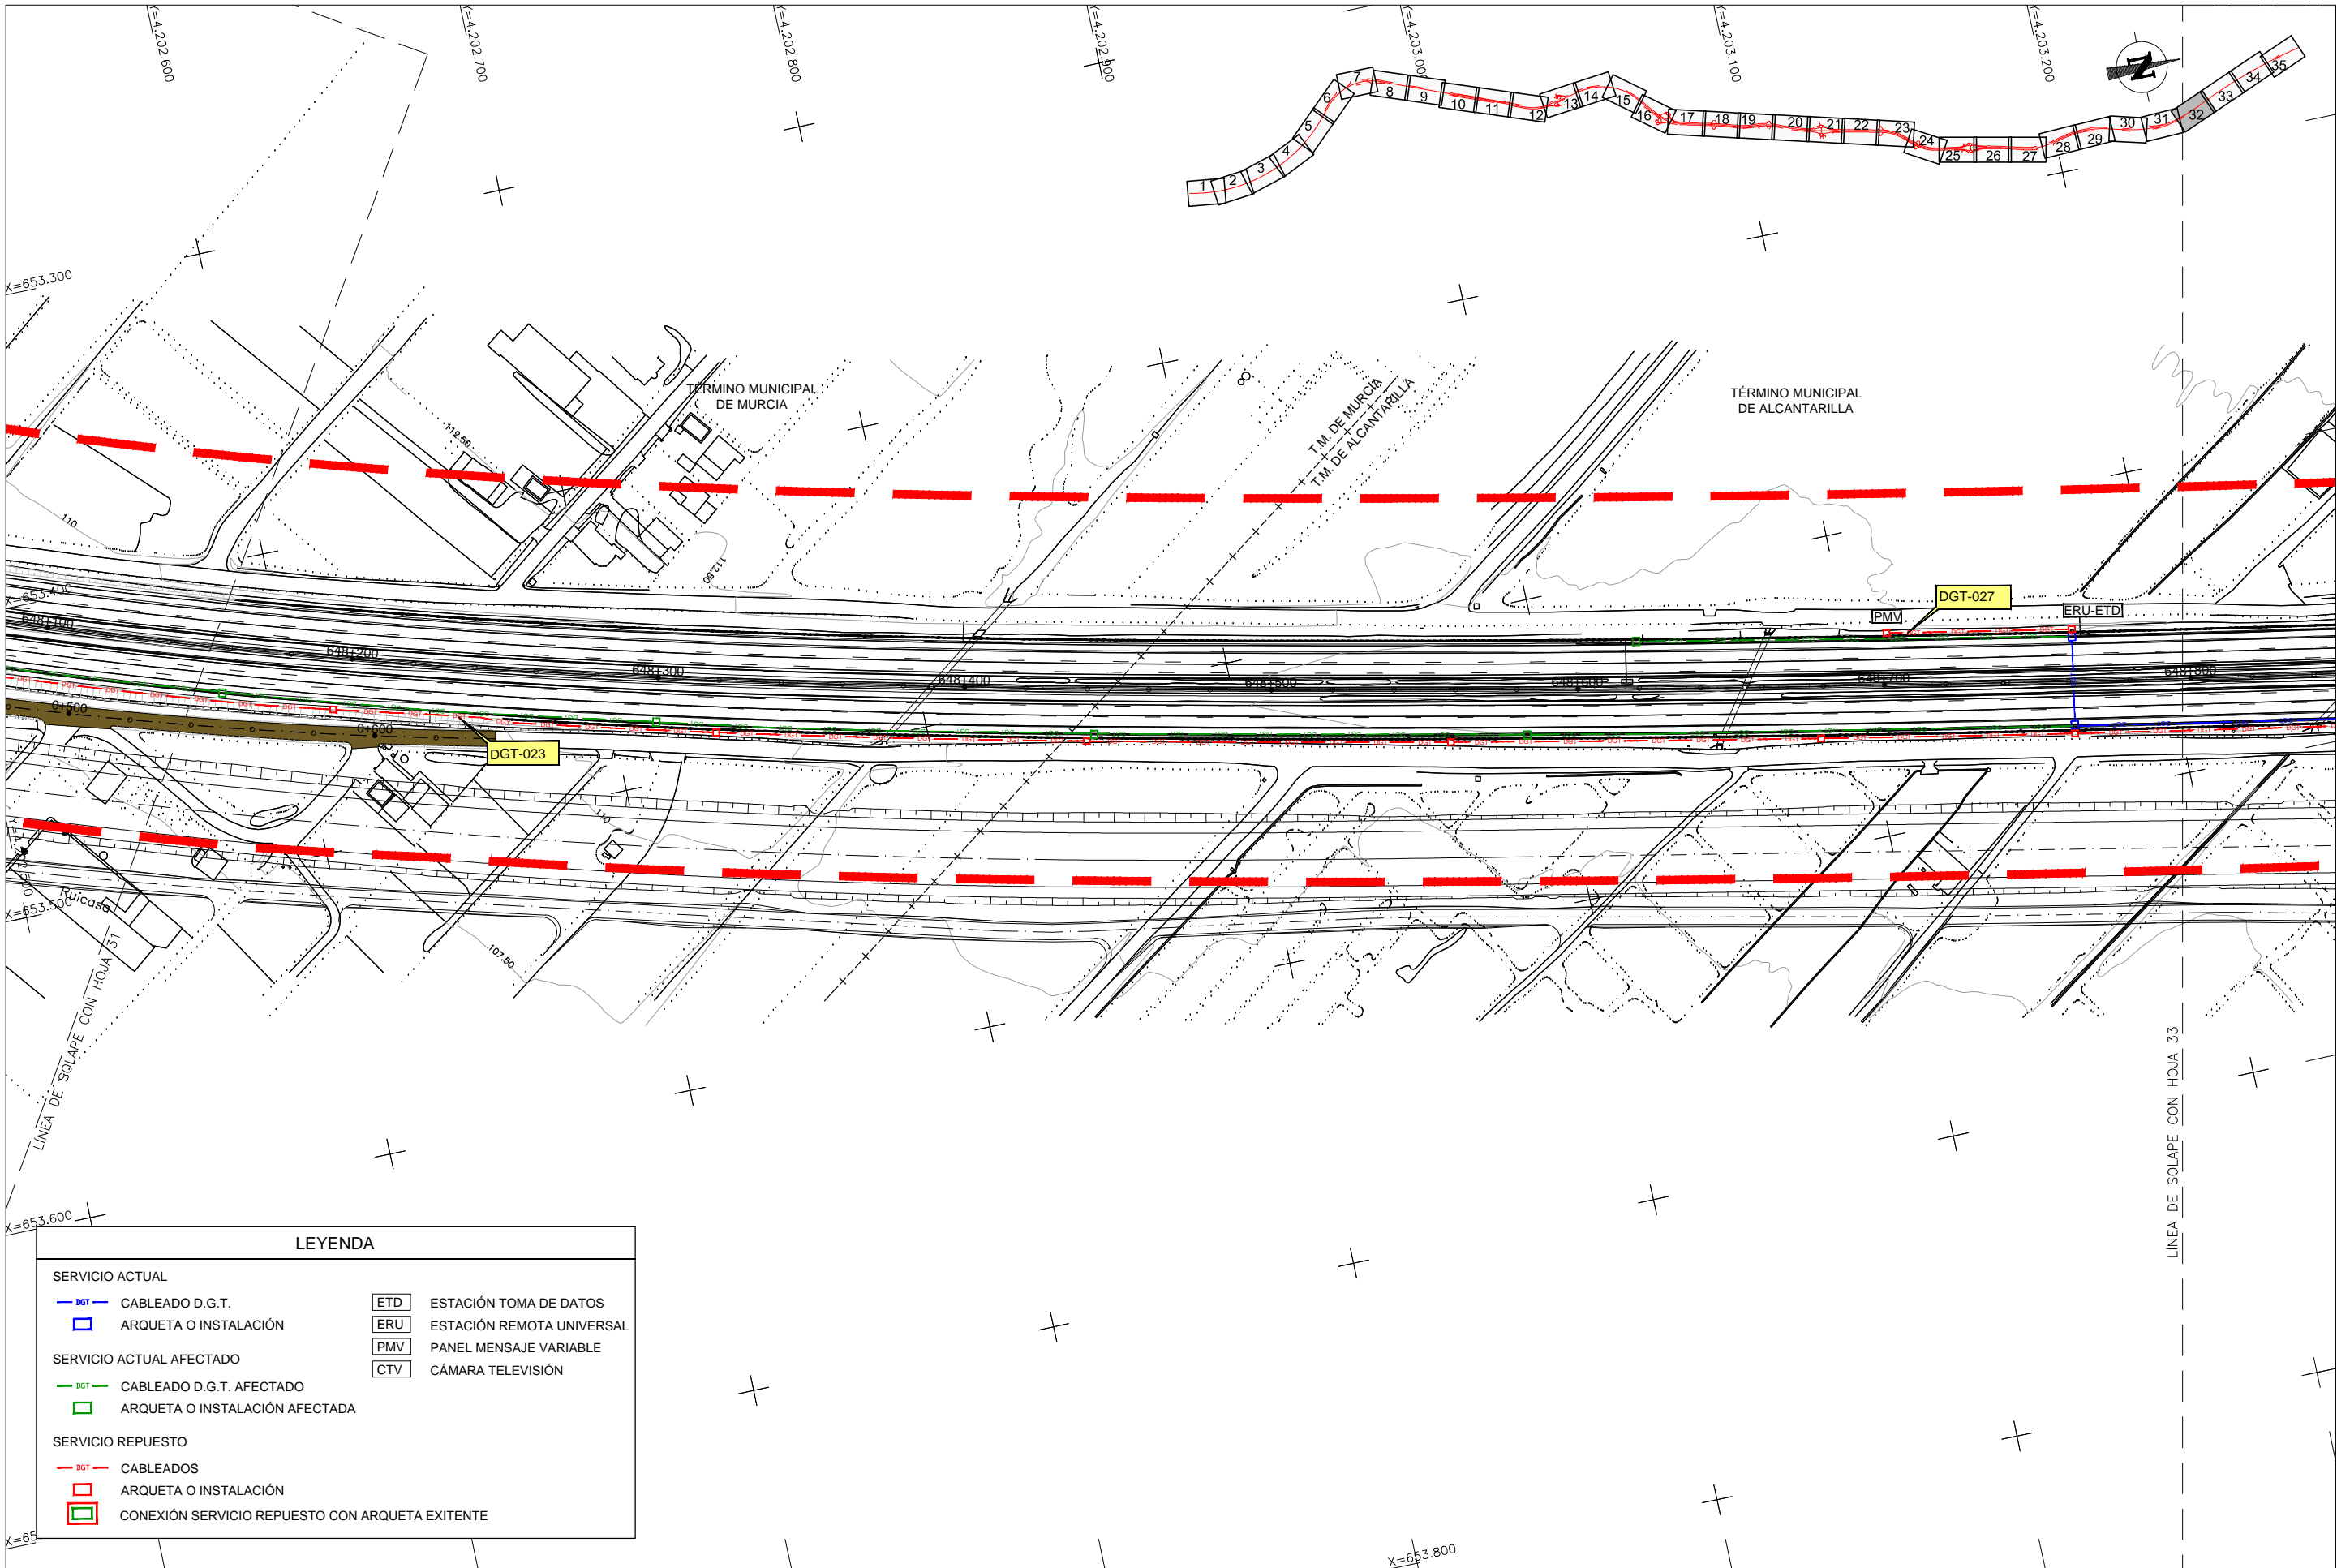 Y=4.202.600
Y=4.202.700
Y=4.202.800
Y=4.202.900
Y=4.203.000
Y=4.203.100
Y=4.203.200
N
1
2
3
4
5
6
7
8
9
10
11
12
13
14
15
16
17
18
19
20
21
22
23
24
25
26
27
28
29
30
31
32
33
34
35
X=653.300
TÉRMINO MUNICIPAL
DE MURCIA
T.M. DE MURCIA
T.M. DE ALCANTARILLA
TÉRMINO MUNICIPAL
DE ALCANTARILLA
112.50
110
112.50
X=653.400
DGT-027
PMV
ERU-ETD
648+100
648+200
648+300
648+400
648+500
648+600
648+700
648+800
0+500
0+600
DGT-023
110
Ruicasa
X=653.500
107.50
LÍNEA DE SOLAPE CON HOJA 31
LÍNEA DE SOLAPE CON HOJA 33
X=653.600
LEYENDA
SERVICIO ACTUAL
DGT CABLEADO D.G.T.
ARQUETA O INSTALACIÓN
ETD ESTACIÓN TOMA DE DATOS
ERU ESTACIÓN REMOTA UNIVERSAL
PMV PANEL MENSAJE VARIABLE
CTV CÁMARA TELEVISIÓN
SERVICIO ACTUAL AFECTADO
DGT CABLEADO D.G.T. AFECTADO
ARQUETA O INSTALACIÓN AFECTADA
SERVICIO REPUESTO
DGT CABLEADOS
ARQUETA O INSTALACIÓN
CONEXIÓN SERVICIO REPUESTO CON ARQUETA EXITENTE
X=653.800